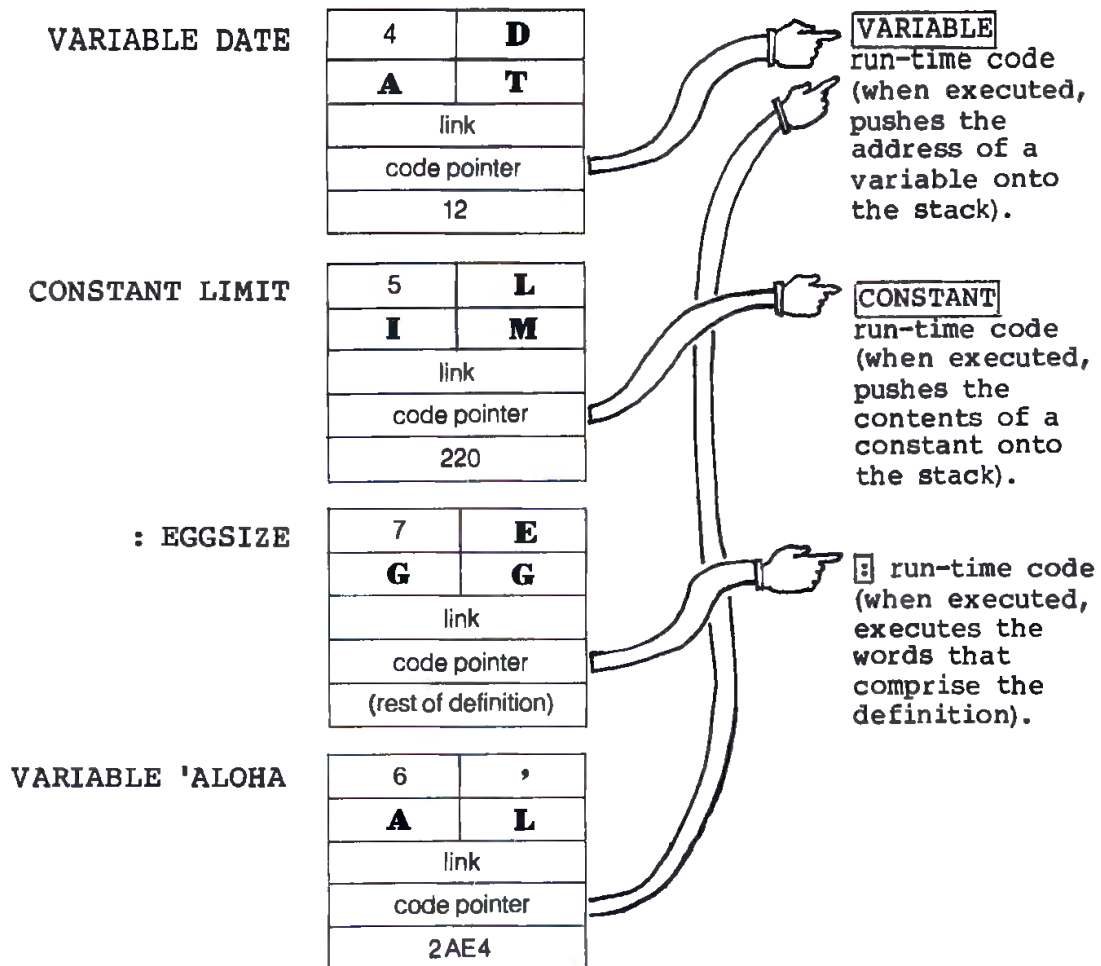 VARIABLE DATE
4 D
A T
link
code pointer
12
VARIABLE
run-time code
(when executed,
pushes the
address of a
variable onto
the stack).
CONSTANT LIMIT
5 L
I M
link
code pointer
220
CONSTANT
run-time code
(when executed,
pushes the
contents of a
constant onto
the stack).
: EGGSIZE
7 E
G G
link
code pointer
(rest of definition)
: run-time code
(when executed,
executes the
words that
comprise the
definition).
VARIABLE 'ALOHA
6 '
A L
link
code pointer
2AE4